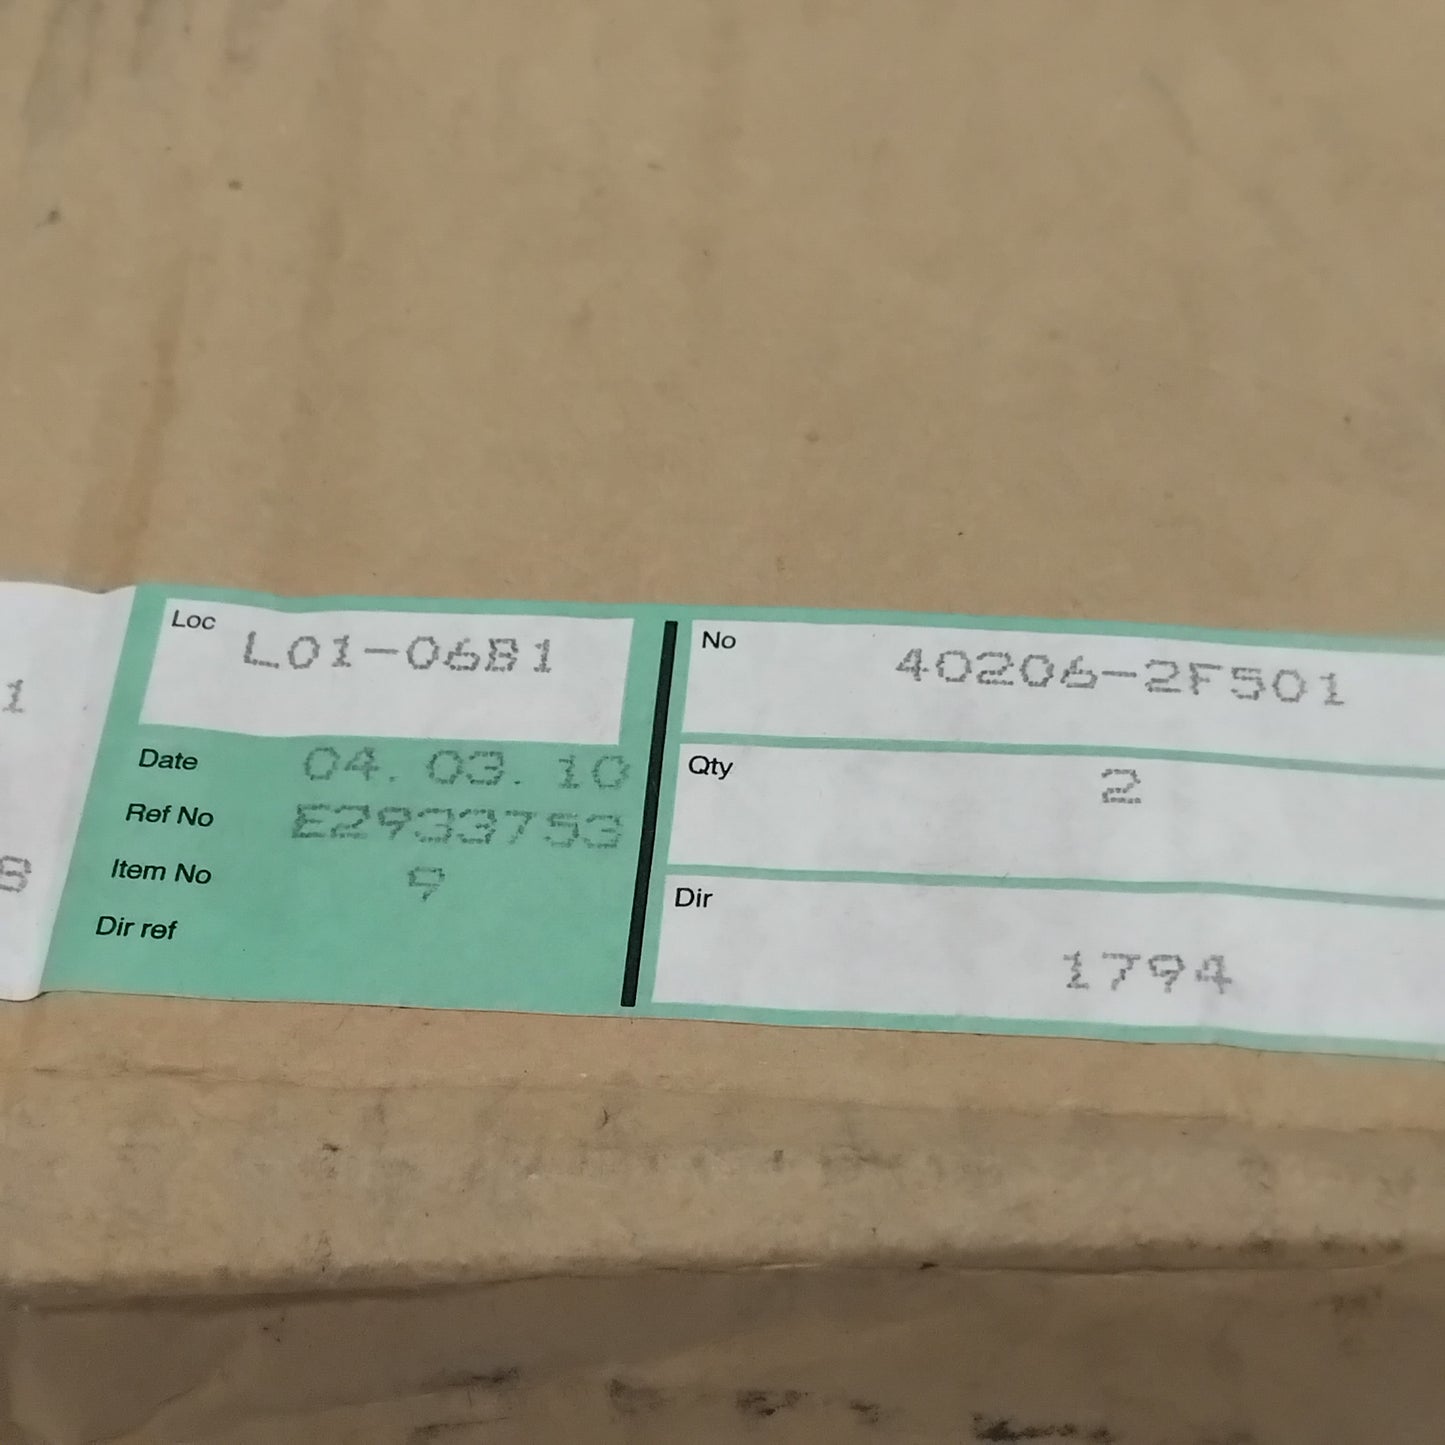 1
8
Loc L01-06B1
Date 04.03.10
Ref No E2933753
Item No 9
Dir ref
No 40206-2F501
Qty 2
Dir
1794